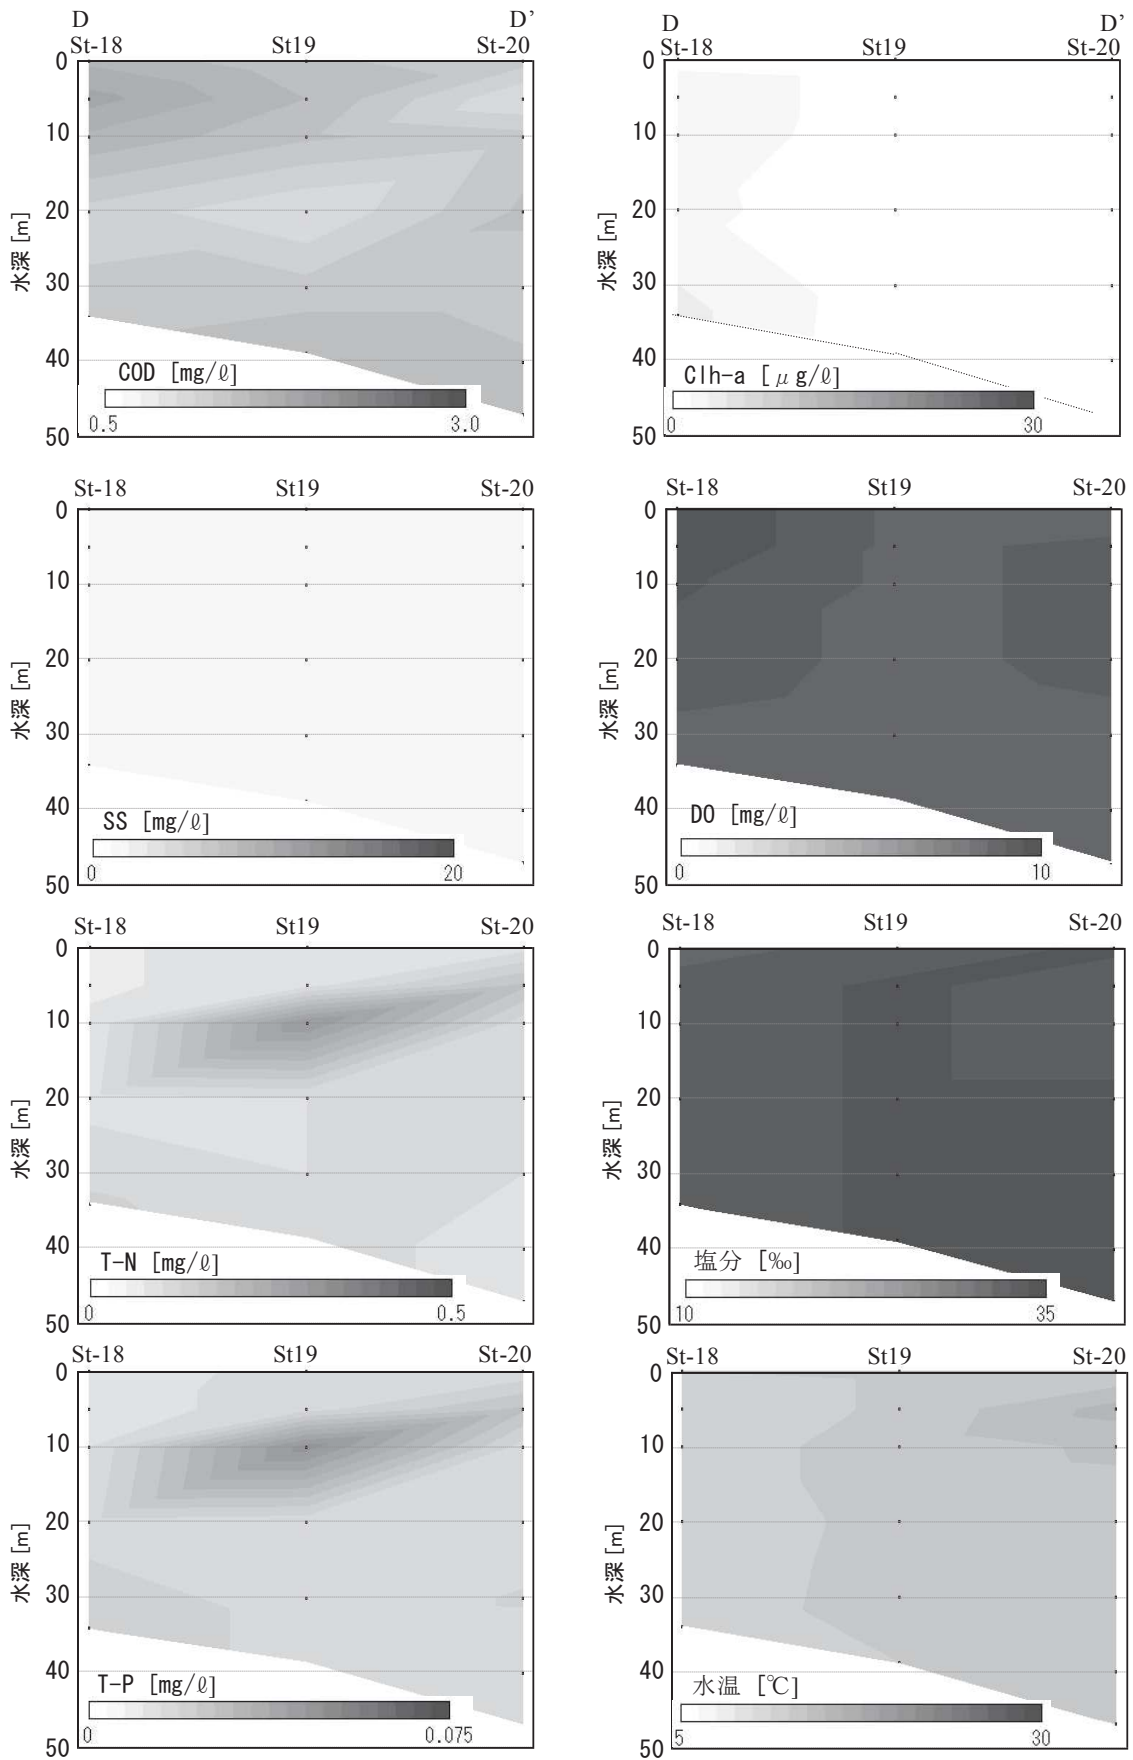 D D’
St-18 St19 St-20
0
10
20
30
40
50
水深 [m]
COD [mg/ℓ]
0.5 3.0
D D’
St-18 St19 St-20
0
10
20
30
40
50
水深 [m]
Clh-a [μg/ℓ]
0 30
St-18 St19 St-20
0
10
20
30
40
50
水深 [m]
SS [mg/ℓ]
0 20
St-18 St19 St-20
0
10
20
30
40
50
水深 [m]
DO [mg/ℓ]
0 10
St-18 St19 St-20
0
10
20
30
40
50
水深 [m]
T-N [mg/ℓ]
0 0.5
St-18 St19 St-20
0
10
20
30
40
50
水深 [m]
塩分 [‰]
10 35
St-18 St19 St-20
0
10
20
30
40
50
水深 [m]
T-P [mg/ℓ]
0 0.075
St-18 St19 St-20
0
10
20
30
40
50
水深 [m]
水温 [℃]
5 30